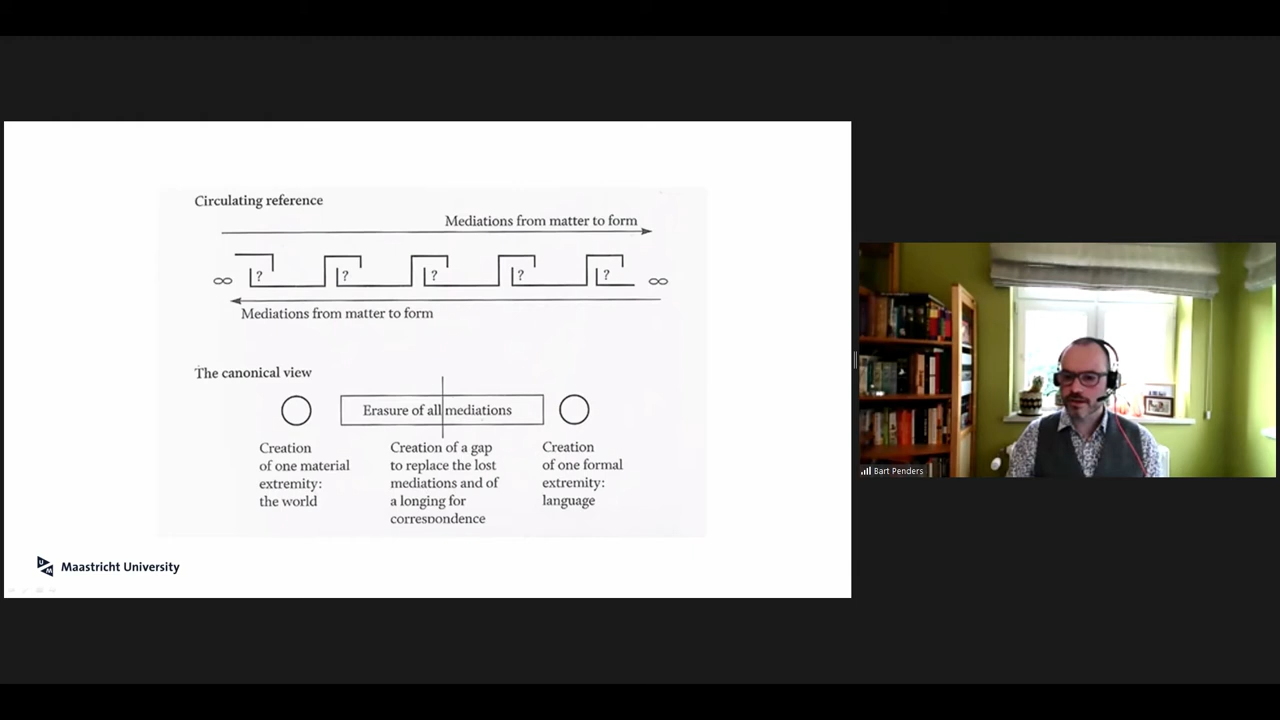 Circulating reference
Mediations from matter to form
∞ ? ? ? ? ? ∞
Mediations from matter to form
The canonical view
Erasure of all mediations
Creation
of one material
extremity:
the world
Creation of a gap
to replace the lost
mediations and of
a longing for
correspondence
Creation
of one formal
extremity:
language
UM
Maastricht University
Bart Penders